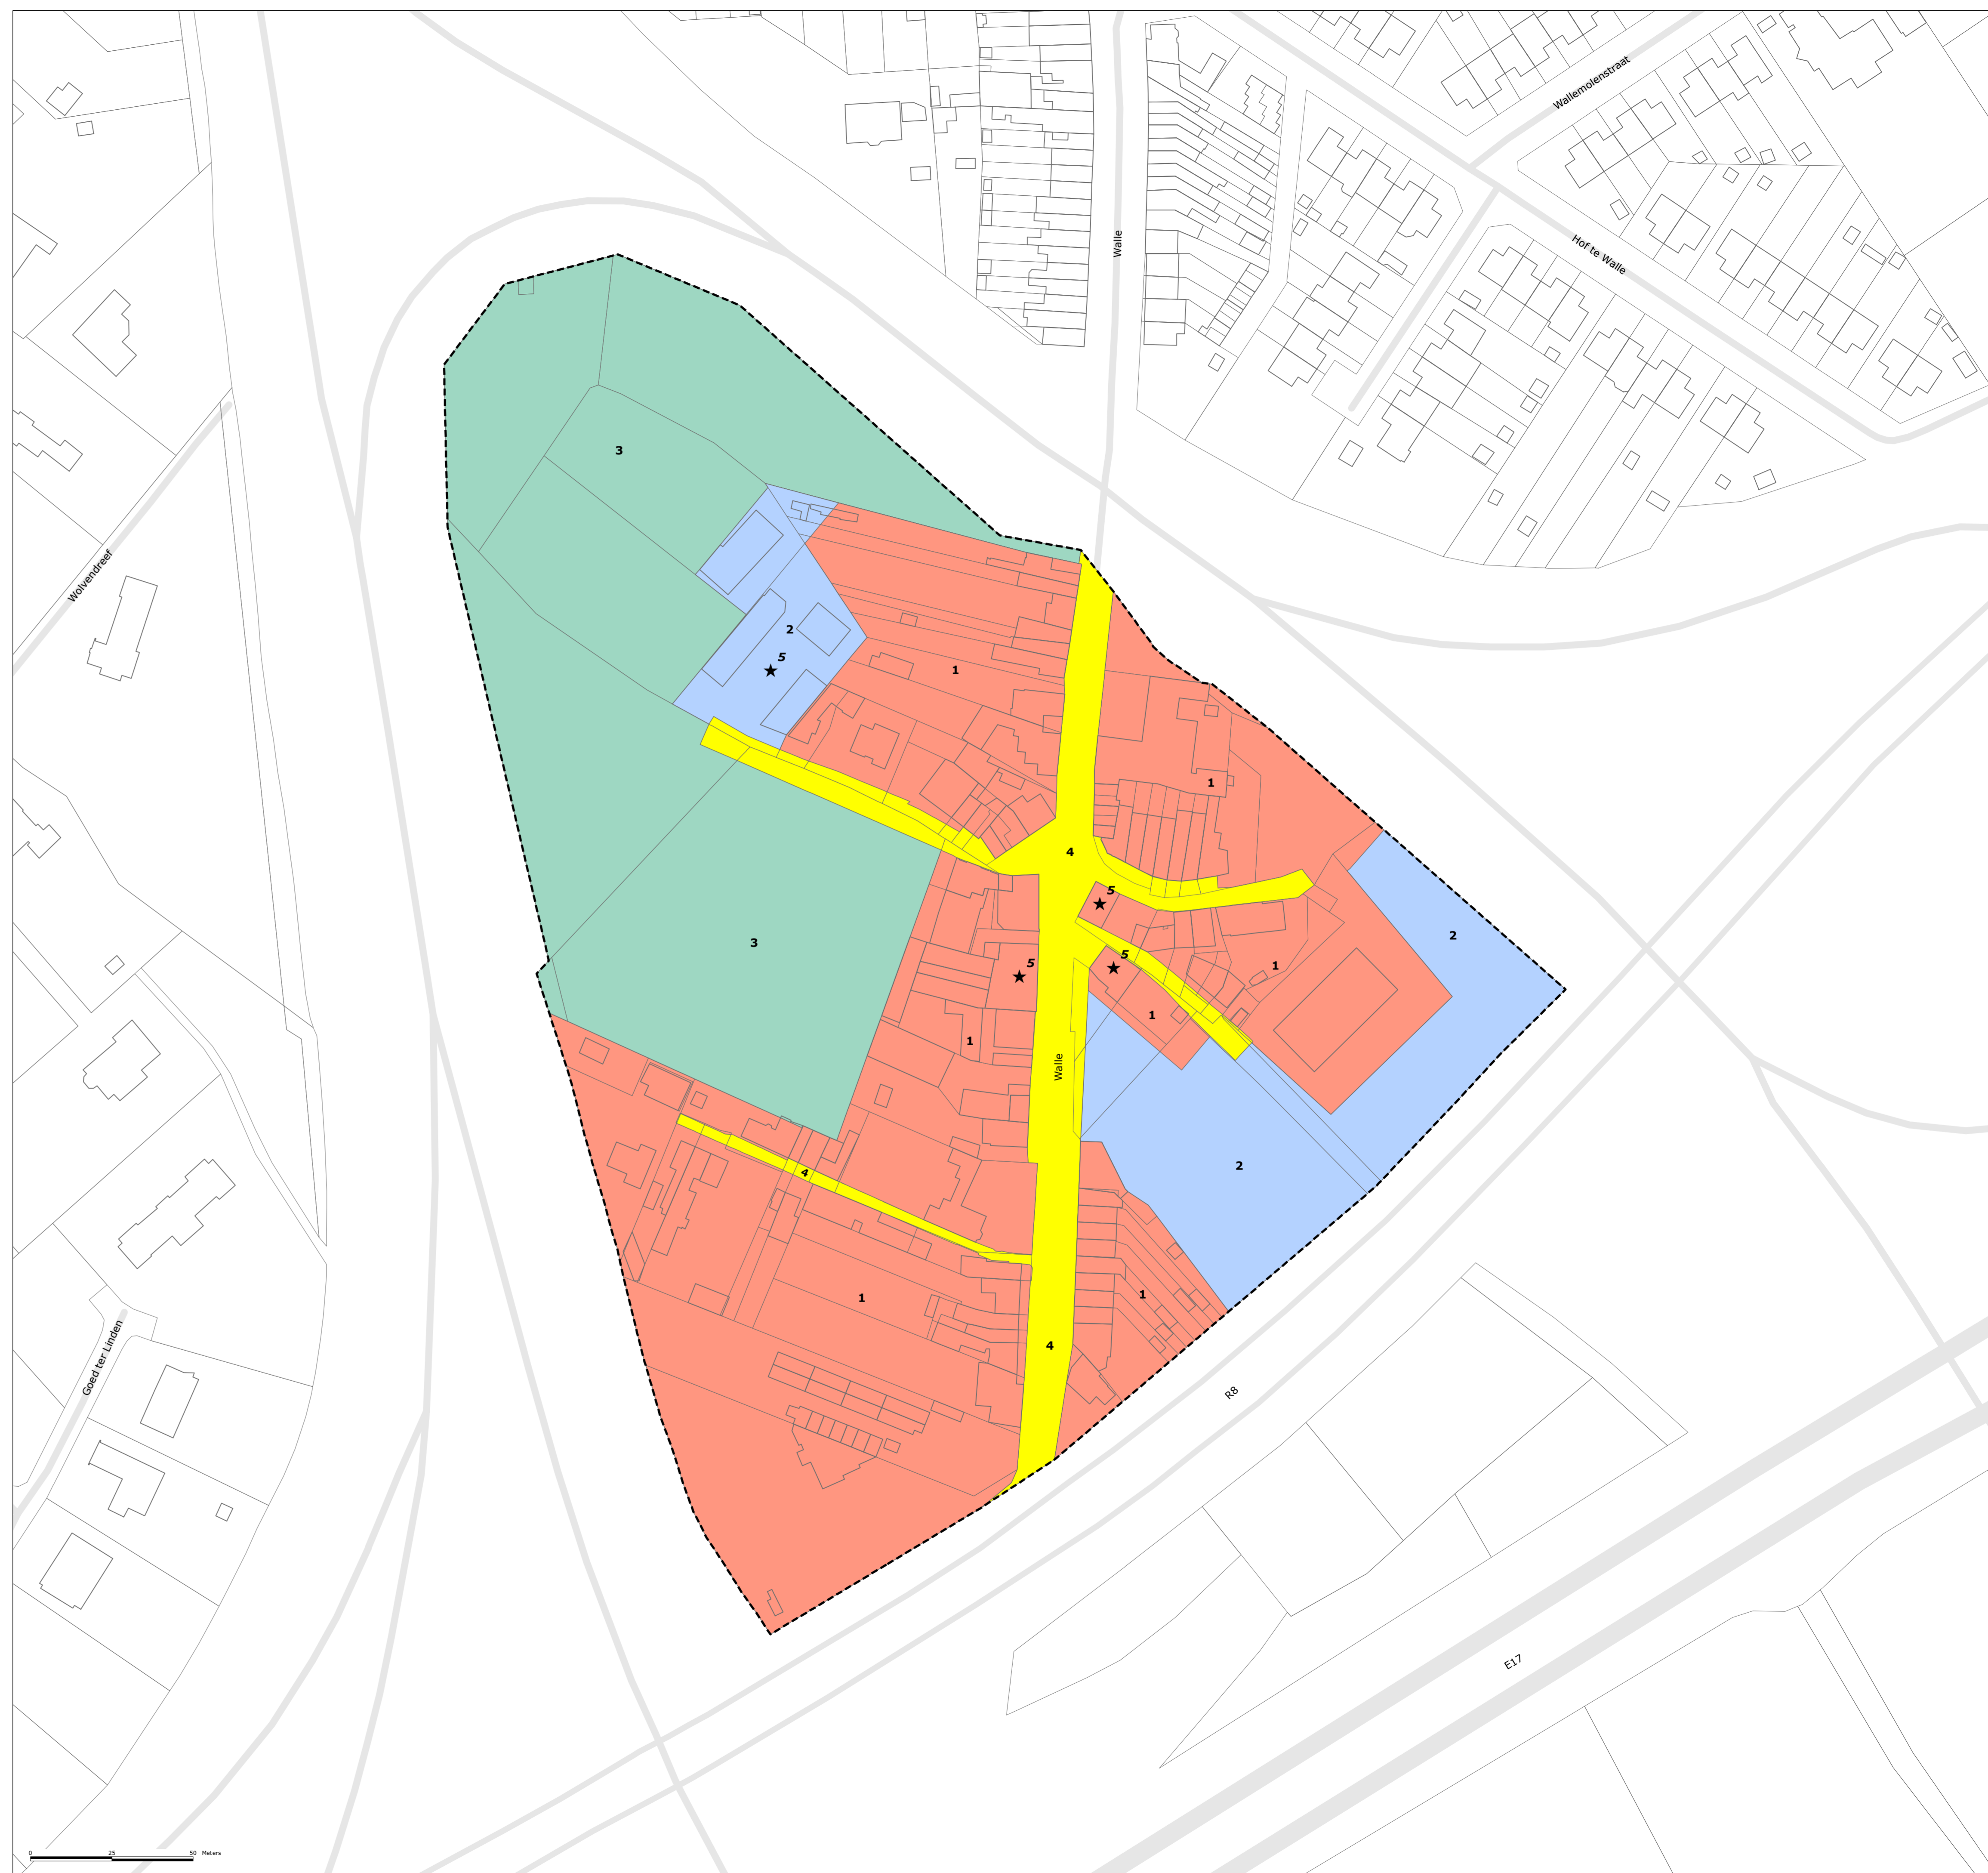 Wallemolenstraat
Walle
Hof te Walle
3
Wolvendreef
2
5
1
1
4
5
2
3
5
5
1
1
1
Walle
4
2
1
1
Goed ter Linden
4
R8
E17
0 25 50 Meters